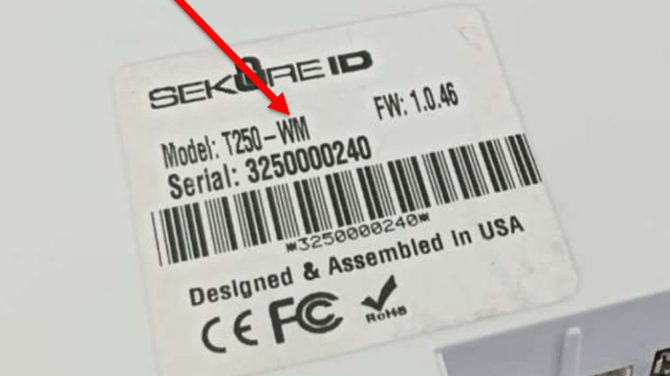 SEKUREID
Model: T250-WM FW: 1.0.46
Serial: 3250000240
*3250000240*
Designed & Assembled in USA
CE FC RoHS